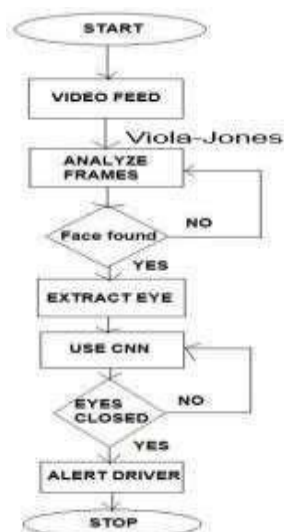 START
VIDEO FEED
Viola-Jones
ANALYZE
FRAMES
Face found
NO
YES
EXTRACT EYE
USE CNN
EYES
CLOSED
NO
YES
ALERT DRIVER
STOP